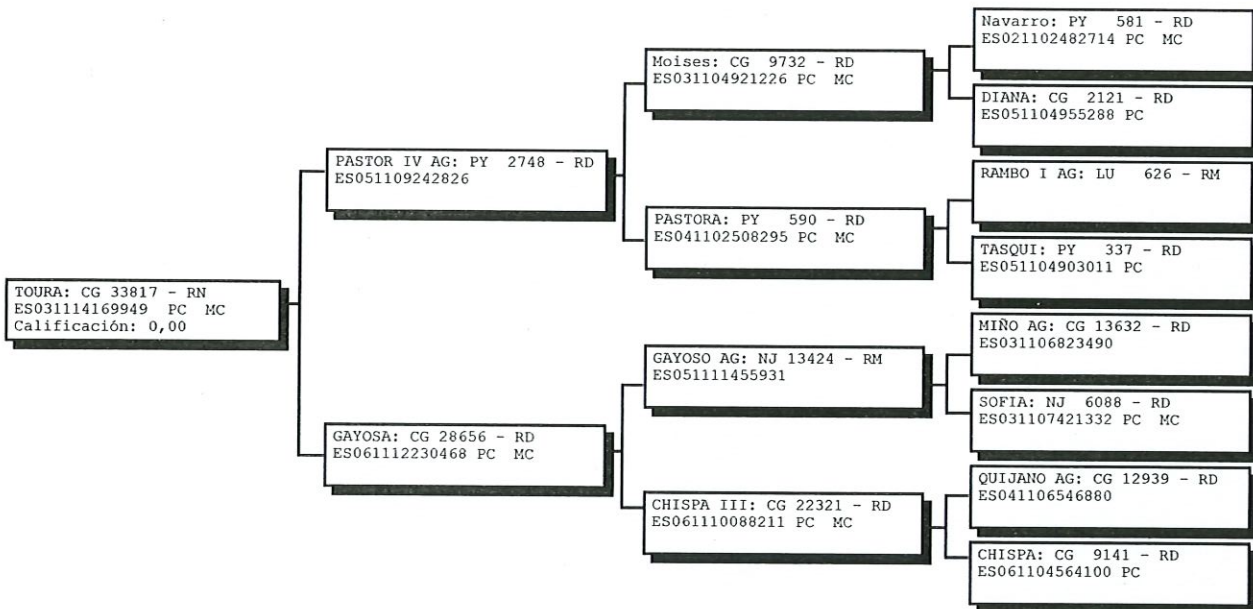 TOURA: CG 33817 - RN
ES031114169949 PC MC
Calificación: 0,00
PASTOR IV AG: PY 2748 - RD
ES051109242826
GAYOSA: CG 28656 - RD
ES061112230468 PC MC
Moises: CG 9732 - RD
ES031104921226 PC MC
PASTORA: PY 590 - RD
ES041102508295 PC MC
GAYOSO AG: NJ 13424 - RM
ES051111455931
CHISPA III: CG 22321 - RD
ES061110088211 PC MC
Navarro: PY 581 - RD
ES021102482714 PC MC
DIANA: CG 2121 - RD
ES051104955288 PC
RAMBO I AG: LU 626 - RM
TASQUI: PY 337 - RD
ES051104903011 PC
MIÑO AG: CG 13632 - RD
ES031106823490
SOFIA: NJ 6088 - RD
ES031107421332 PC MC
QUIJANO AG: CG 12939 - RD
ES041106546880
CHISPA: CG 9141 - RD
ES061104564100 PC